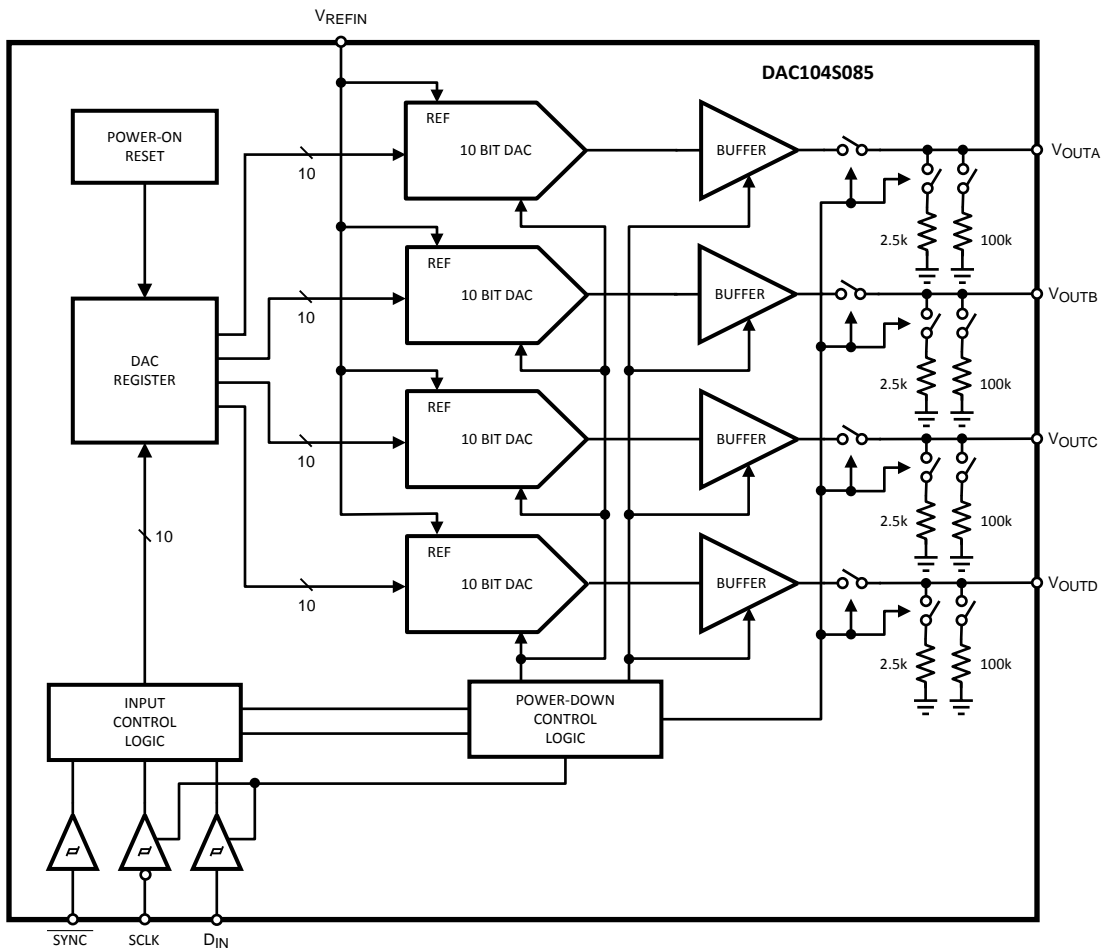 VREFIN
DAC104S085
POWER-ON
RESET
REF
10 BIT DAC
BUFFER
VOUTA
10
2.5k
100k
REF
10 BIT DAC
BUFFER
VOUTB
10
2.5k
100k
DAC
REGISTER
REF
10 BIT DAC
BUFFER
VOUTC
10
2.5k
100k
10
REF
10 BIT DAC
BUFFER
VOUTD
10
2.5k
100k
INPUT
CONTROL
LOGIC
POWER-DOWN
CONTROL
LOGIC
SYNC
SCLK
DIN